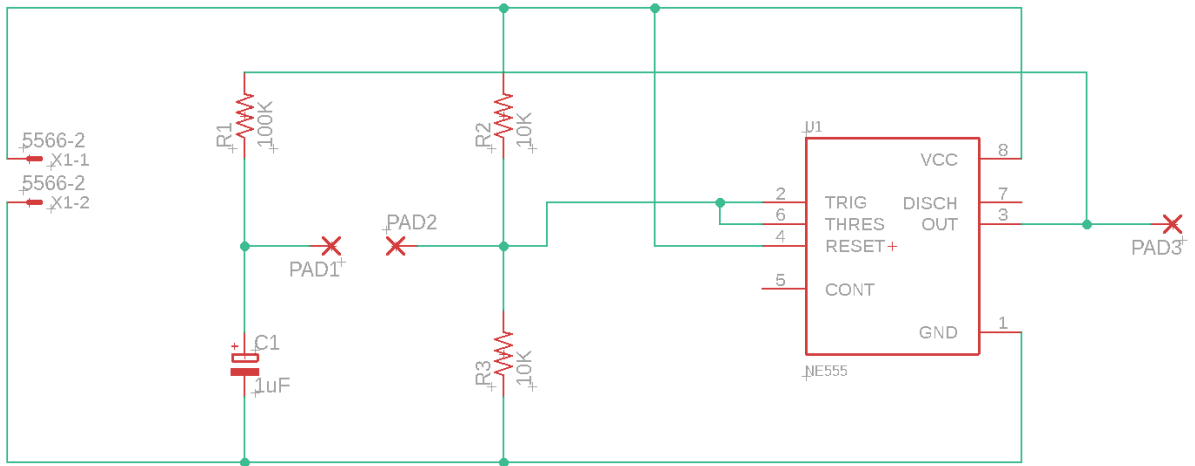 5566-2
X1-1
5566-2
X1-2
R1
100K
PAD1
C1
+
1uF
PAD2
R2
10K
R3
10K
U1
2
TRIG
6
THRES
4
RESET
5
CONT
VCC
8
DISCH
7
OUT
3
GND
1
NE555
PAD3